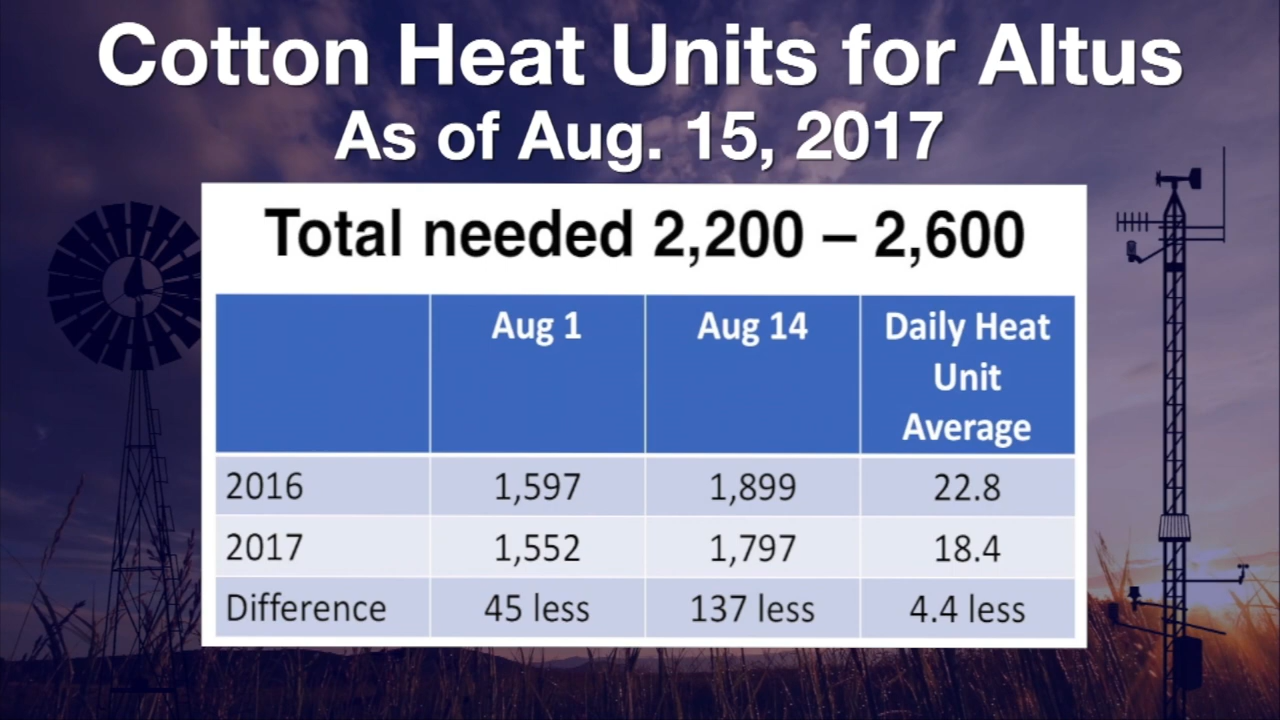 Cotton Heat Units for Altus
As of Aug. 15, 2017
Total needed 2,200 – 2,600
Aug 1 Aug 14 Daily Heat
Unit
Average
2016 1,597 1,899 22.8
2017 1,552 1,797 18.4
Difference 45 less 137 less 4.4 less